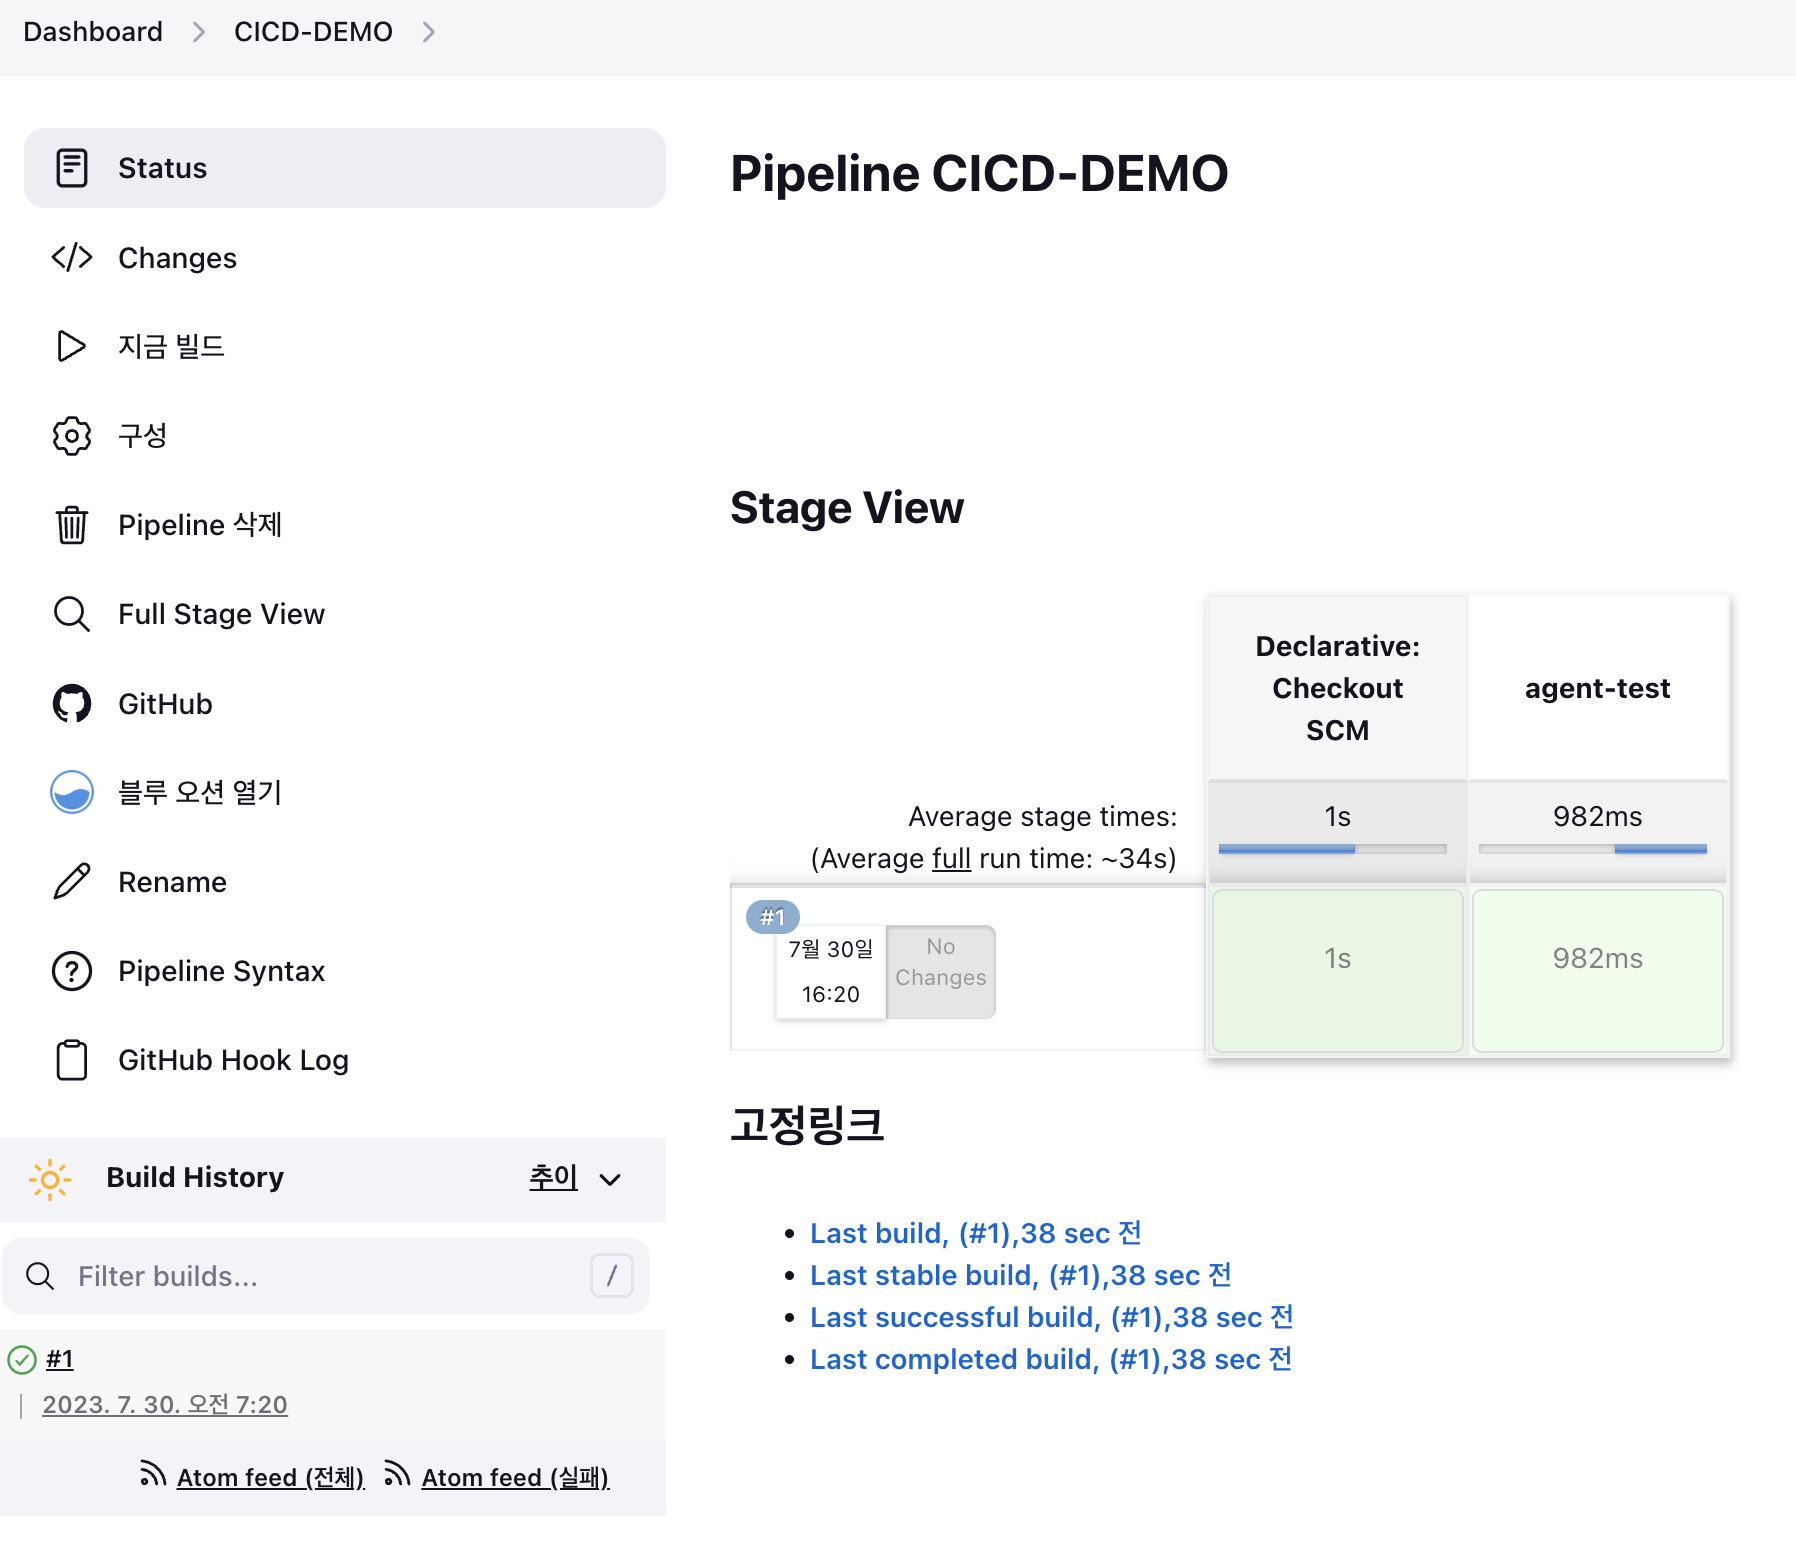 Dashboard
CICD-DEMO
Status
Changes
지금 빌드
구성
Pipeline 삭제
Full Stage View
GitHub
블루 오션 열기
Rename
Pipeline Syntax
GitHub Hook Log
Build History
추이
Filter builds...
/
#1
2023. 7. 30. 오전 7:20
Atom feed (전체)
Atom feed (실패)
Pipeline CICD-DEMO
Stage View
Declarative:
Checkout
SCM
agent-test
Average stage times:
(Average full run time: ~34s)
1s
982ms
#1
7월 30일
16:20
No
Changes
1s
982ms
고정링크
Last build, (#1),38 sec 전
Last stable build, (#1),38 sec 전
Last successful build, (#1),38 sec 전
Last completed build, (#1),38 sec 전